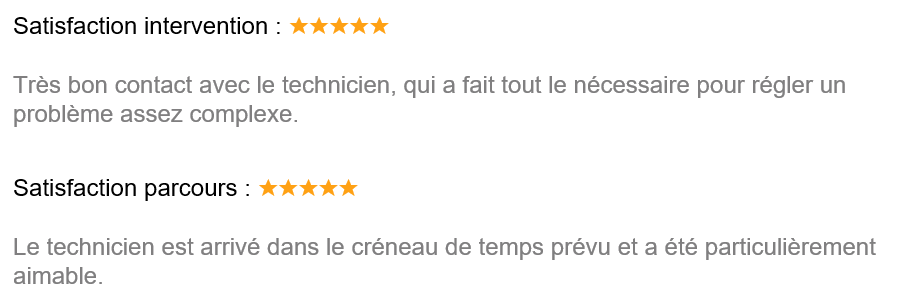 Satisfaction intervention : ★★★★★
Très bon contact avec le technicien, qui a fait tout le nécessaire pour régler un
problème assez complexe.
Satisfaction parcours : ★★★★★
Le technicien est arrivé dans le créneau de temps prévu et a été particulièrement
aimable.